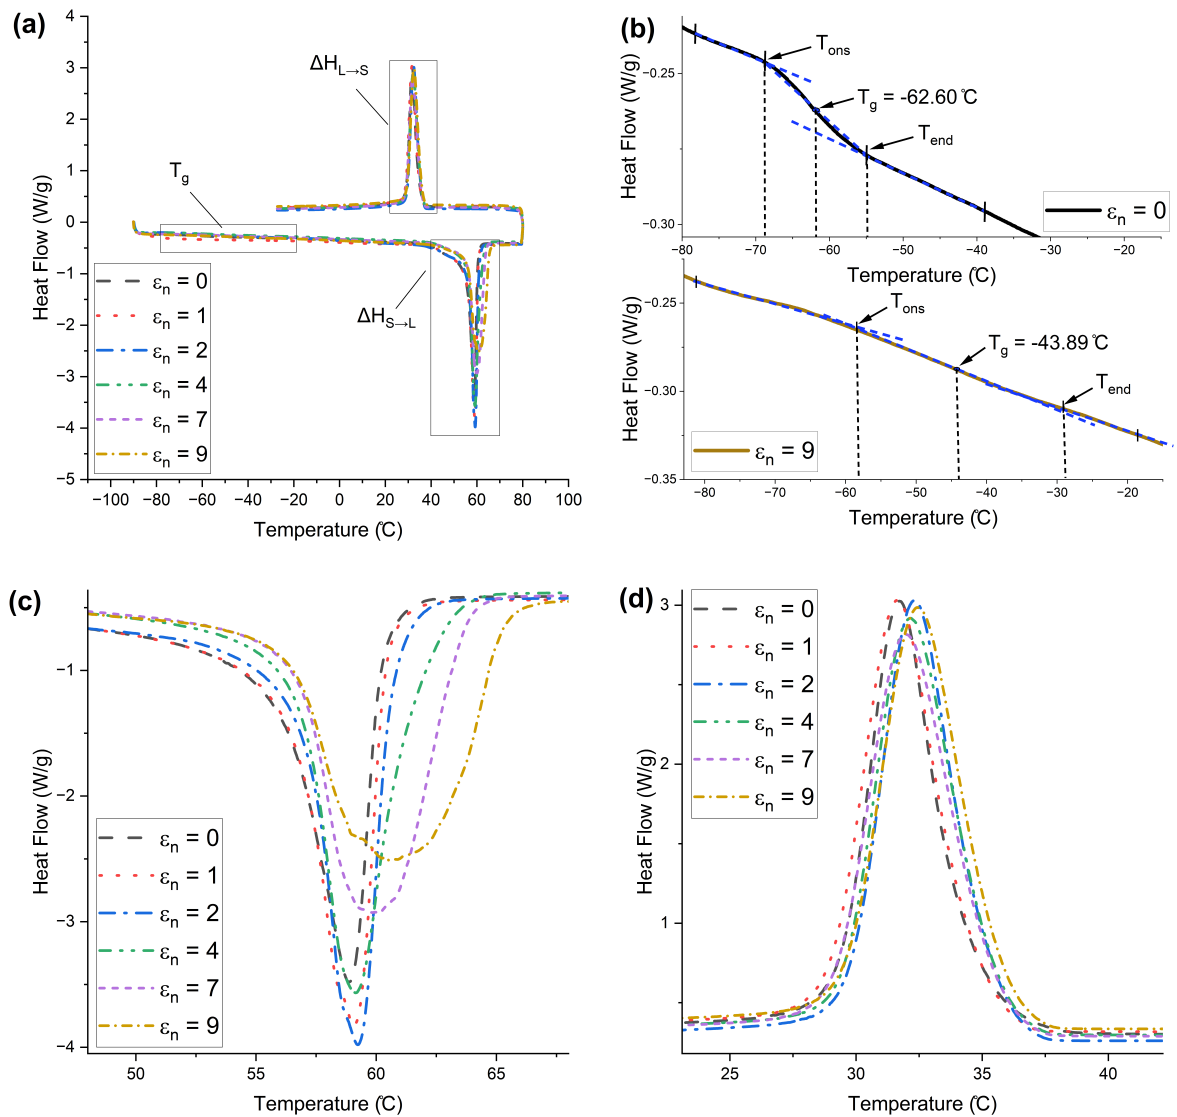 (a)
4
3
2
1
0
−1
−2
−3
−4
−5
Heat Flow (W/g)
ΔH_L→S
T_g
ΔH_S→L
ε_n = 0
ε_n = 1
ε_n = 2
ε_n = 4
ε_n = 7
ε_n = 9
−100 −80 −60 −40 −20 0 20 40 60 80 100
Temperature (℃)
(b)
−0.25
−0.30
Heat Flow (W/g)
T_ons
T_g = -62.60 ℃
T_end
ε_n = 0
−80 −70 −60 −50 −40 −30 −20
Temperature (℃)
−0.25
−0.30
−0.35
Heat Flow (W/g)
T_ons
T_g = -43.89 ℃
T_end
ε_n = 9
−80 −70 −60 −50 −40 −30 −20
Temperature (℃)
(c)
−1
−2
−3
−4
Heat Flow (W/g)
ε_n = 0
ε_n = 1
ε_n = 2
ε_n = 4
ε_n = 7
ε_n = 9
50 55 60 65
Temperature (℃)
(d)
3
2
1
Heat Flow (W/g)
ε_n = 0
ε_n = 1
ε_n = 2
ε_n = 4
ε_n = 7
ε_n = 9
25 30 35 40
Temperature (℃)